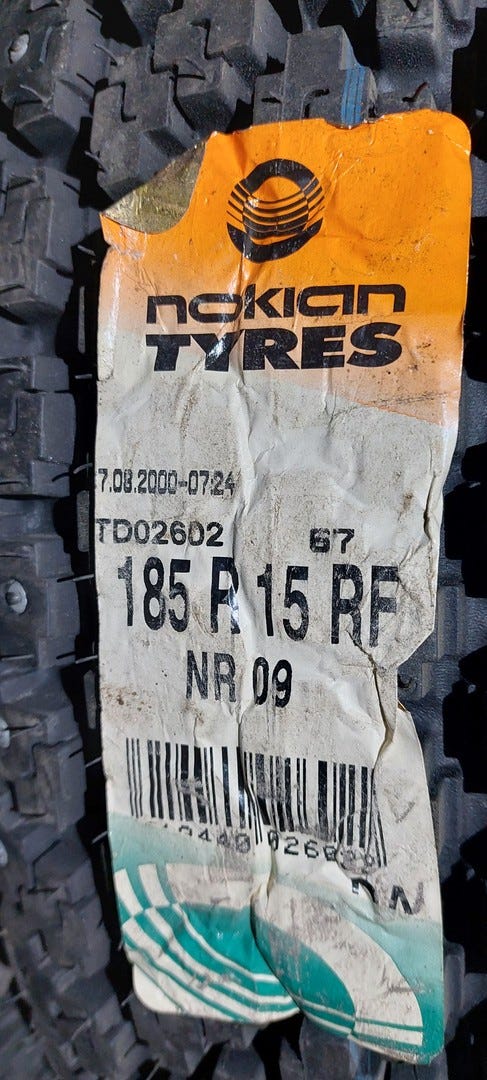 nokian
TYRES
7.08.2000-07:24
TD02602 67
185 R 15 RF
NR 09